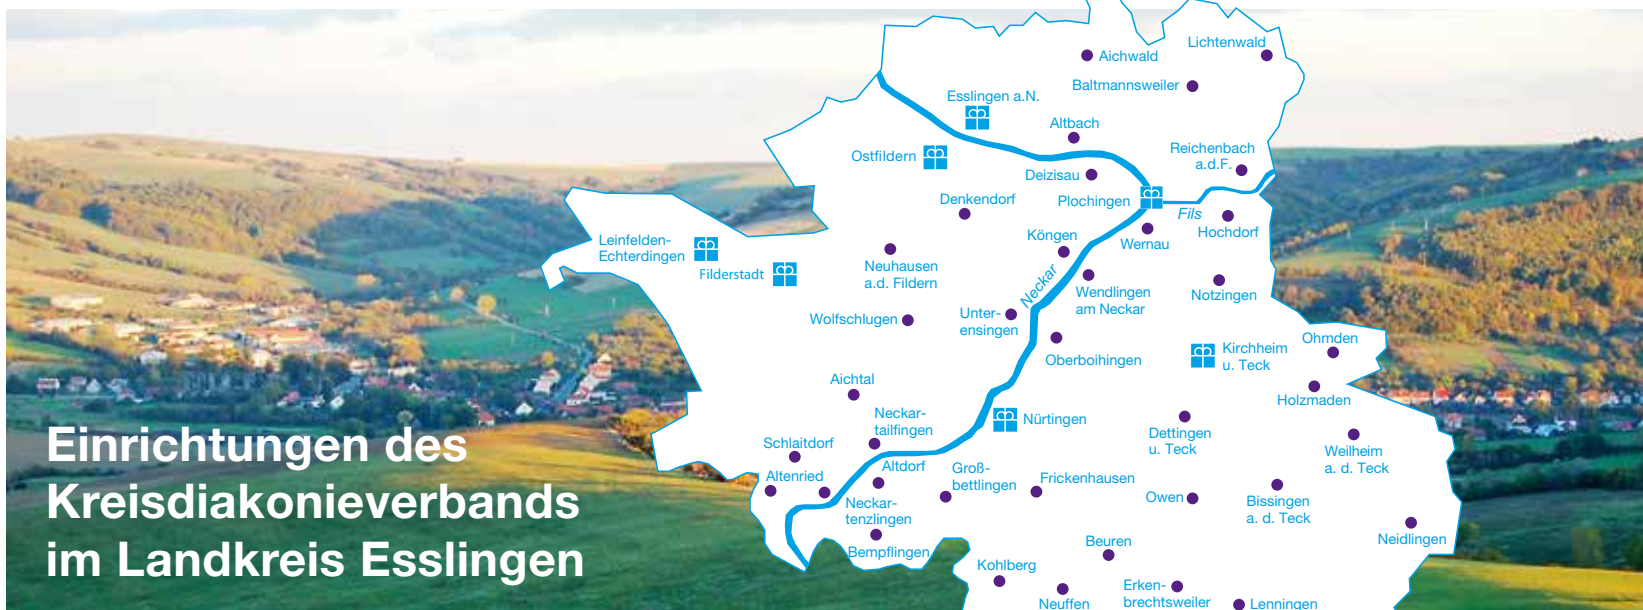 Lichtenwald
Aichwald
Baltmannsweiler
Esslingen a.N.
Altbach
Reichenbach
a.d.F.
Ostfildern
Deizisau
Denkendorf
Plochingen
Fils
Hochdorf
Wernau
Köngen
Leinfelden-
Echterdingen
Filderstadt
Neuhausen
a.d. Fildern
Neckar
Wendlingen
am Neckar
Notzingen
Wolfschlugen
Unter-
ensingen
Oberboihingen
Kirchheim
u. Teck
Ohmden
Holzmaden
Aichtal
Neckar-
tailfingen
Nürtingen
Dettingen
u. Teck
Weilheim
a. d. Teck
Schlaitdorf
Altenried
Altdorf
Groß-
bettlingen
Frickenhausen
Owen
Bissingen
a. d. Teck
Neckar-
tenzlingen
Neidlingen
Bempflingen
Beuren
Kohlberg
Neuffen
Erken-
brechtsweiler
Lenningen
Einrichtungen des
Kreisdiakonieverbands
im Landkreis Esslingen